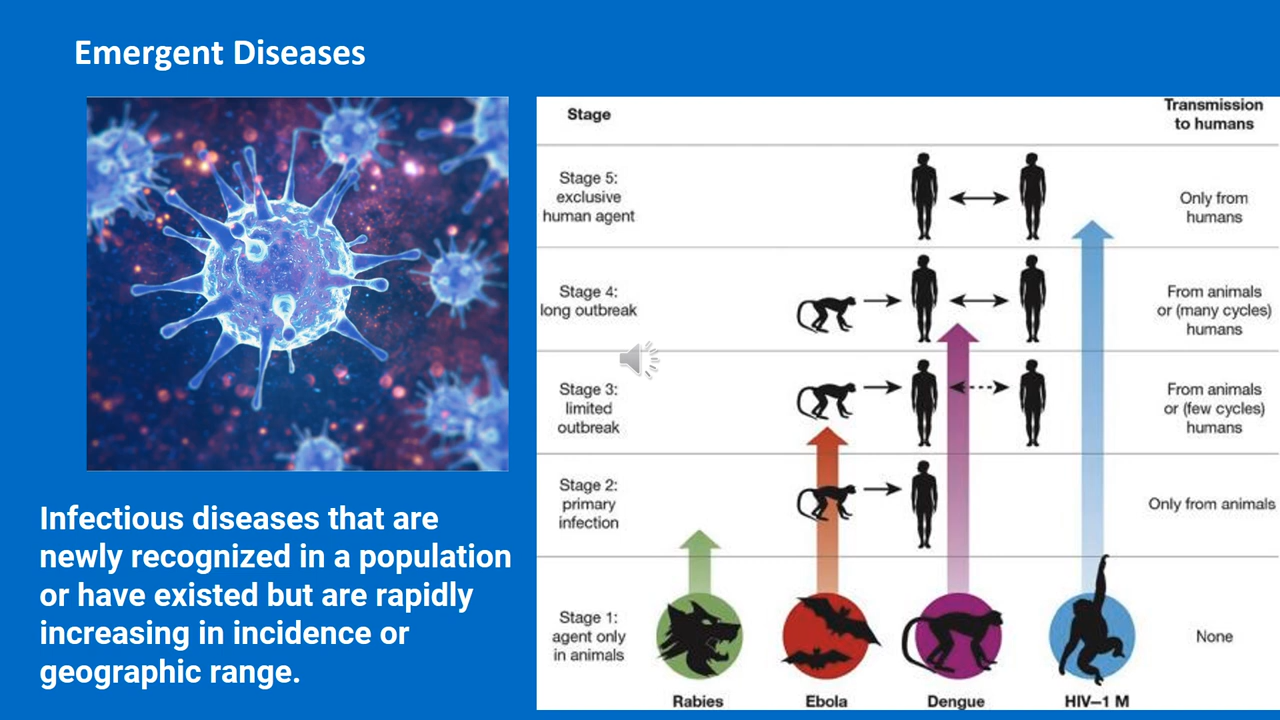 Emergent Diseases
Infectious diseases that are
newly recognized in a population
or have existed but are rapidly
increasing in incidence or
geographic range.
Stage
Transmission
to humans
Stage 5:
exclusive
human agent
Only from
humans
Stage 4:
long outbreak
From animals
or (many cycles)
humans
Stage 3:
limited
outbreak
From animals
or (few cycles)
humans
Stage 2:
primary
infection
Only from animals
Stage 1:
agent only
in animals
None
Rabies
Ebola
Dengue
HIV–1 M